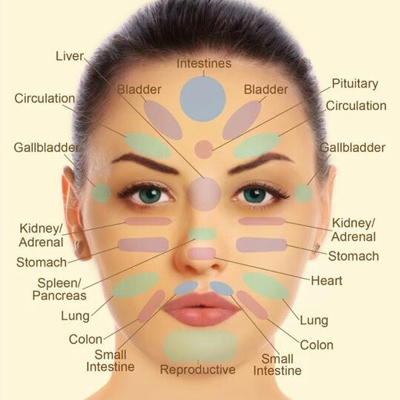 Liver
Intestines
Bladder
Bladder
Pituitary
Circulation
Circulation
Gallbladder
Gallbladder
Kidney/
Adrenal
Kidney/
Adrenal
Stomach
Stomach
Spleen/
Pancreas
Heart
Lung
Lung
Colon
Colon
Small
Intestine
Small
Intestine
Reproductive